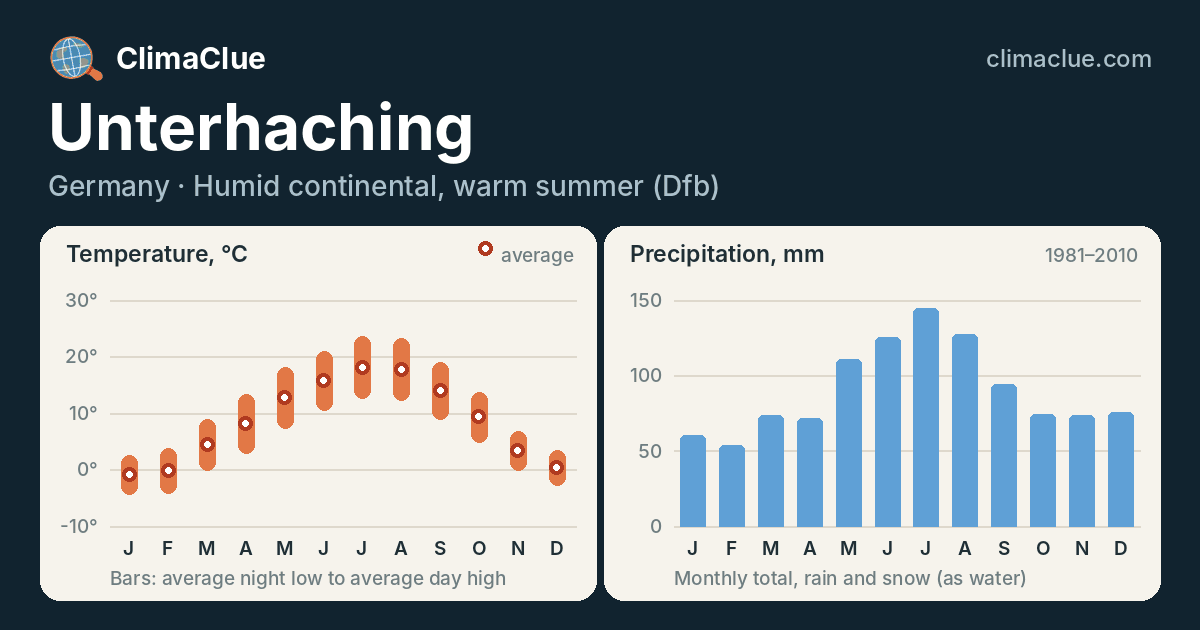 ClimaClue
climaclue.com
Unterhaching
Germany · Humid continental, warm summer (Dfb)
Temperature, °C
average
30°
20°
10°
0°
-10°
J F M A M J J A S O N D
Bars: average night low to average day high
Precipitation, mm
1981–2010
150
100
50
0
J F M A M J J A S O N D
Monthly total, rain and snow (as water)